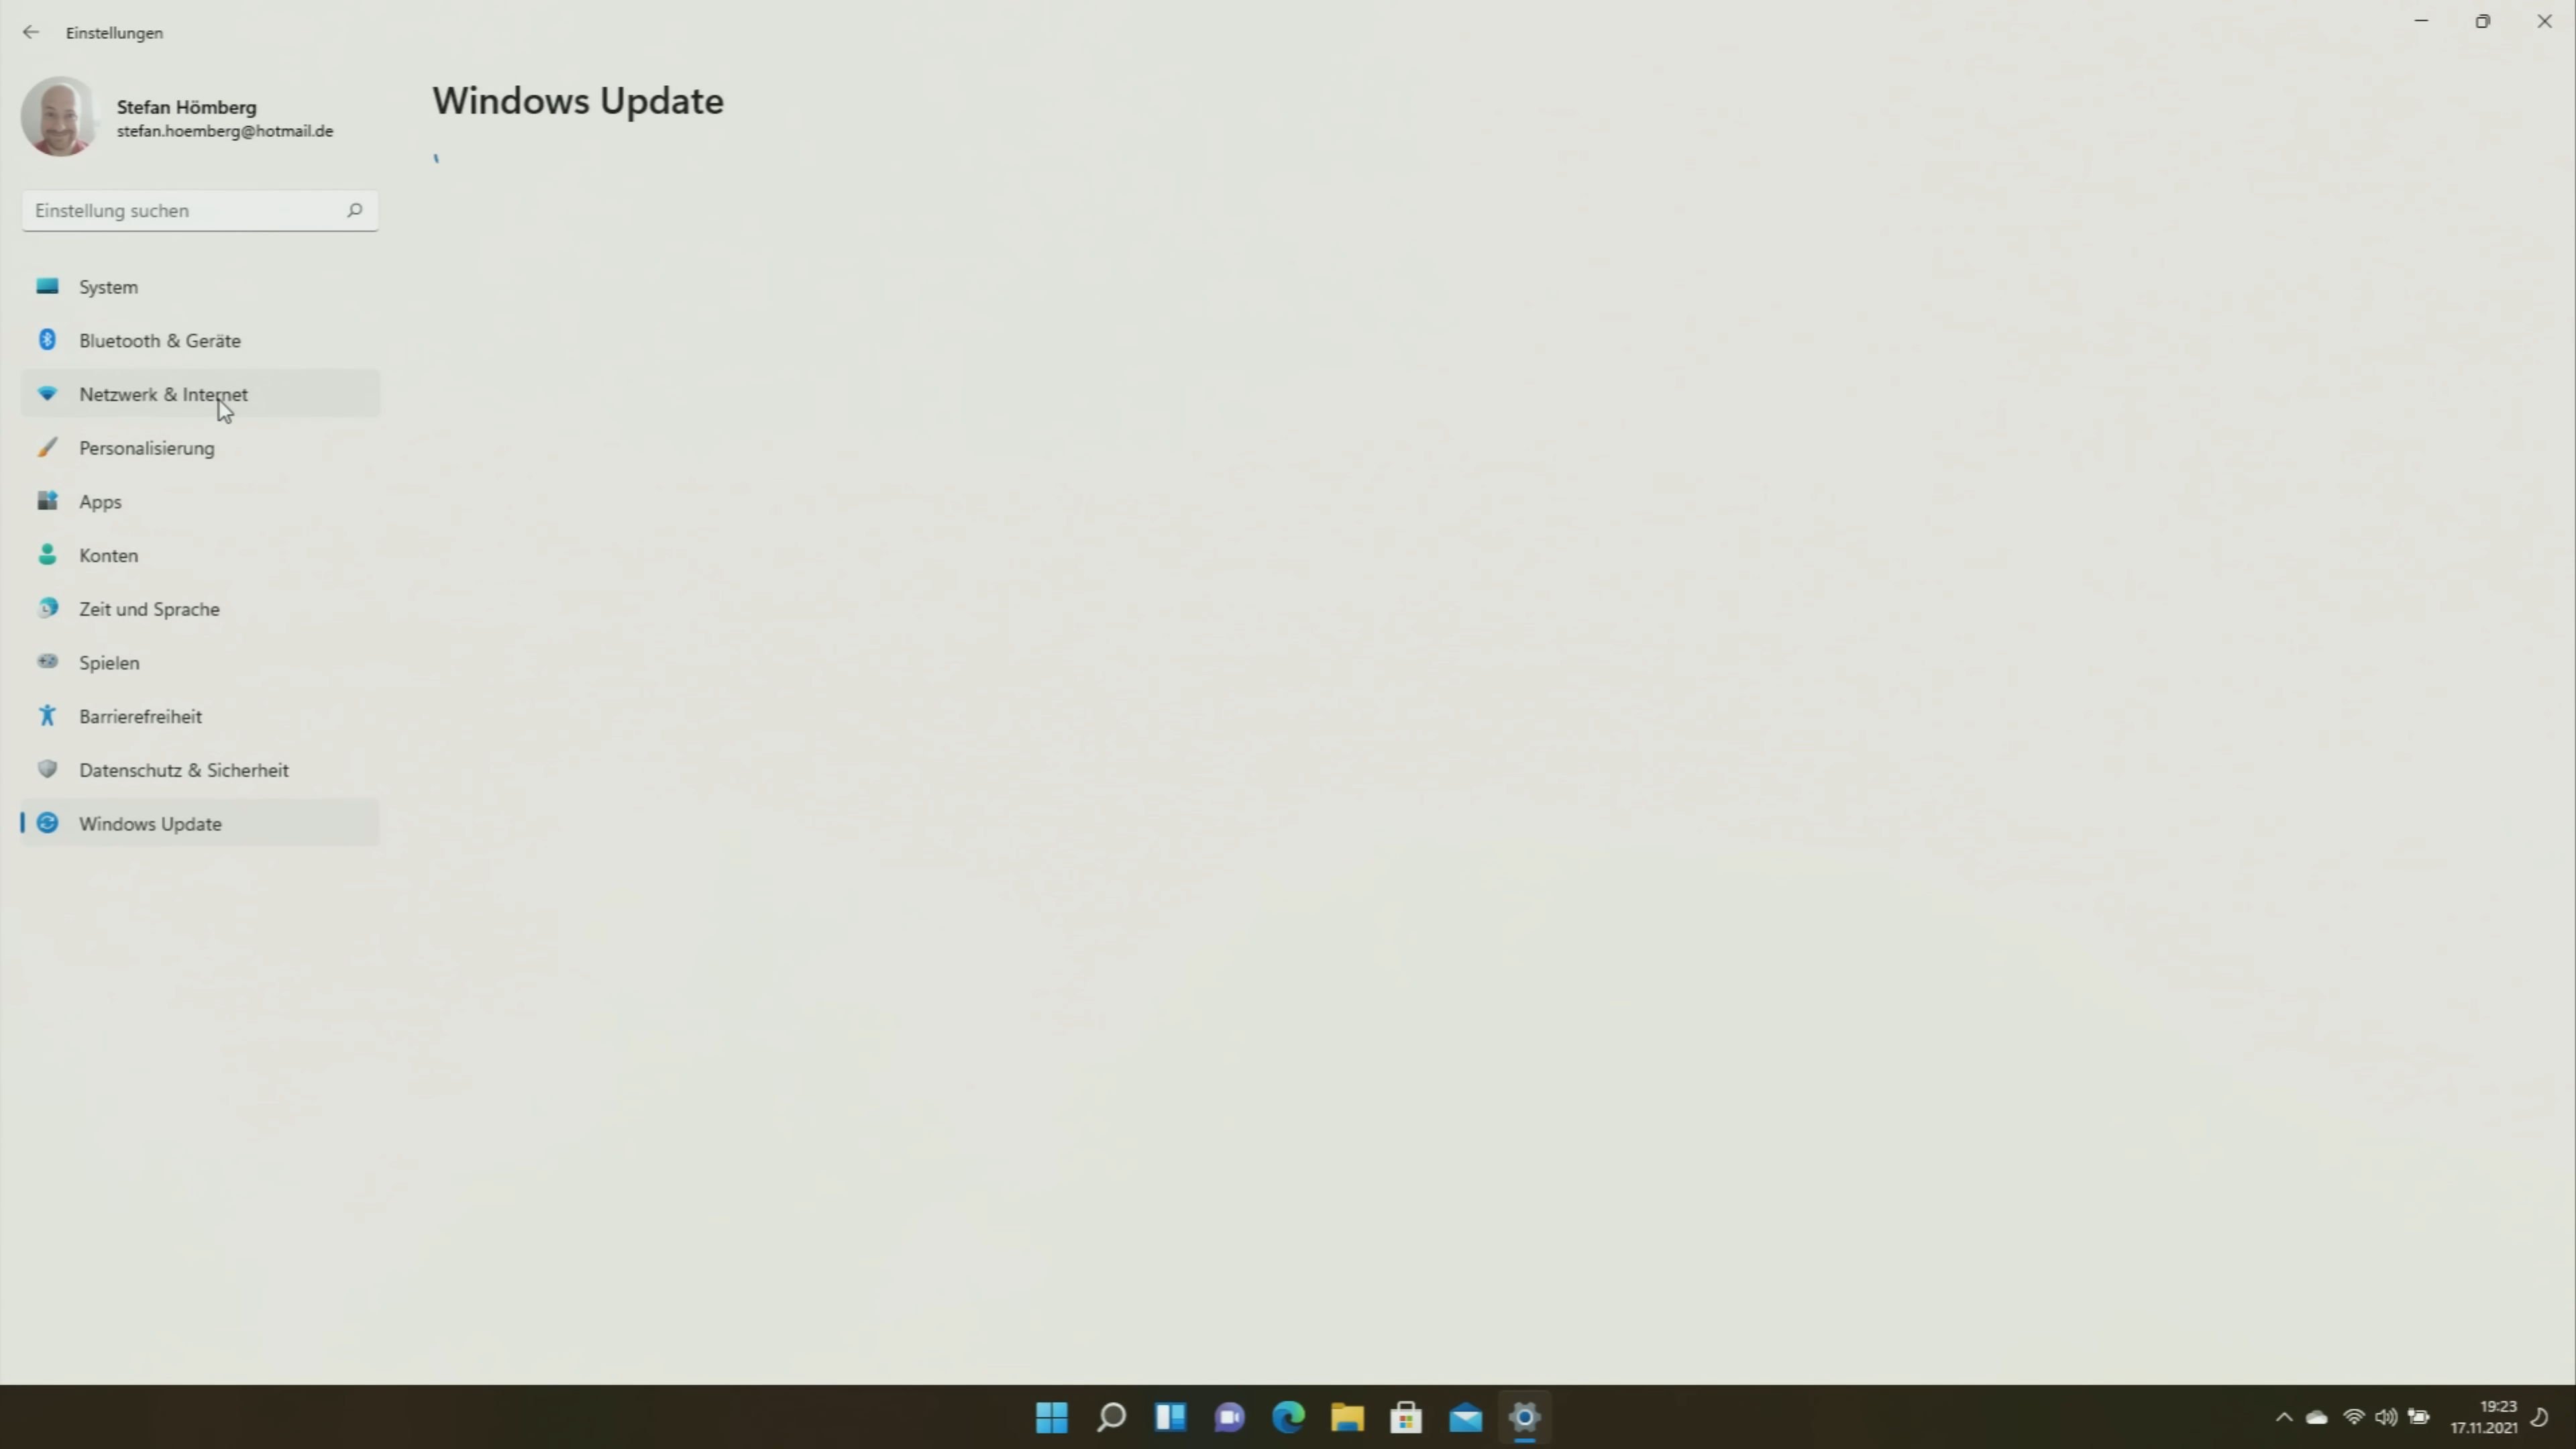 Einstellungen
Stefan Hömberg
stefan.hoemberg@hotmail.de
Einstellung suchen
System
Bluetooth & Geräte
Netzwerk & Internet
Personalisierung
Apps
Konten
Zeit und Sprache
Spielen
Barrierefreiheit
Datenschutz & Sicherheit
Windows Update
Windows Update
19:23
17.11.2021